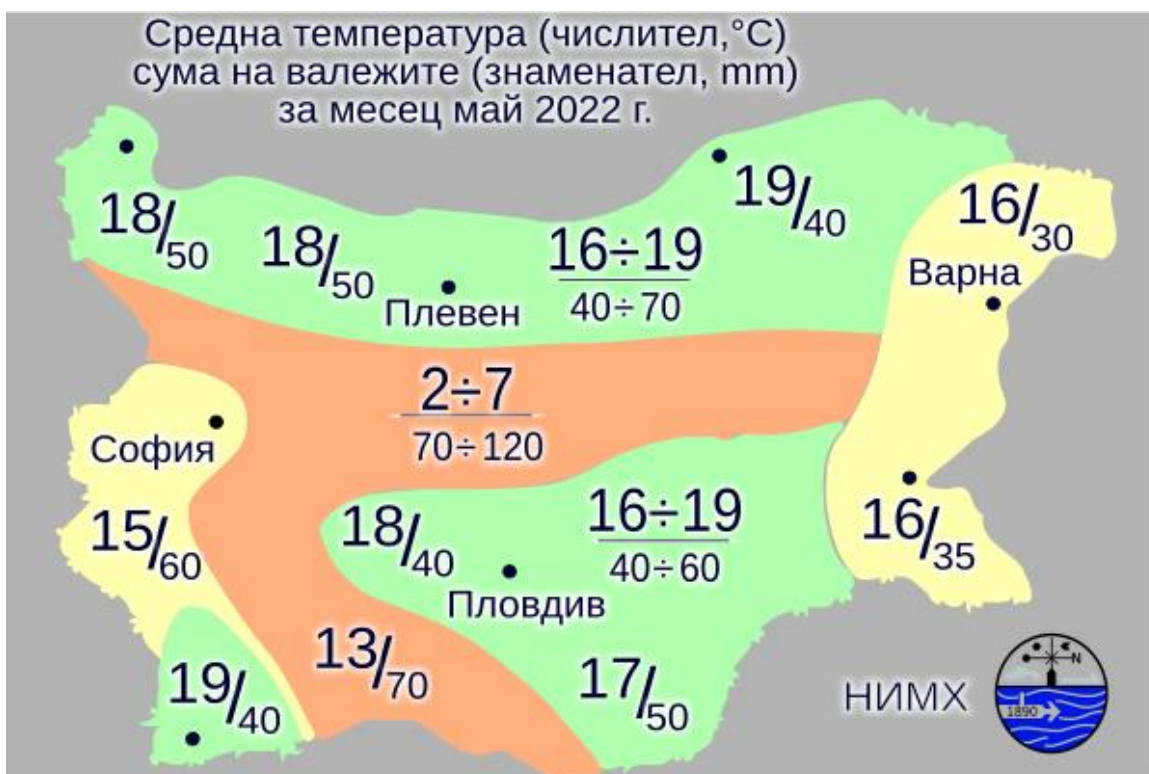 Средна температура (числител,°C)
сума на валежите (знаменател, mm)
за месец май 2022 г.
18/50
18/50
Плевен
16÷19
40÷70
19/40
16/30
Варна
2÷7
70÷120
София
15/60
18/40
Пловдив
16÷19
40÷60
16/35
19/40
13/70
17/50
НИМХ
N
1890